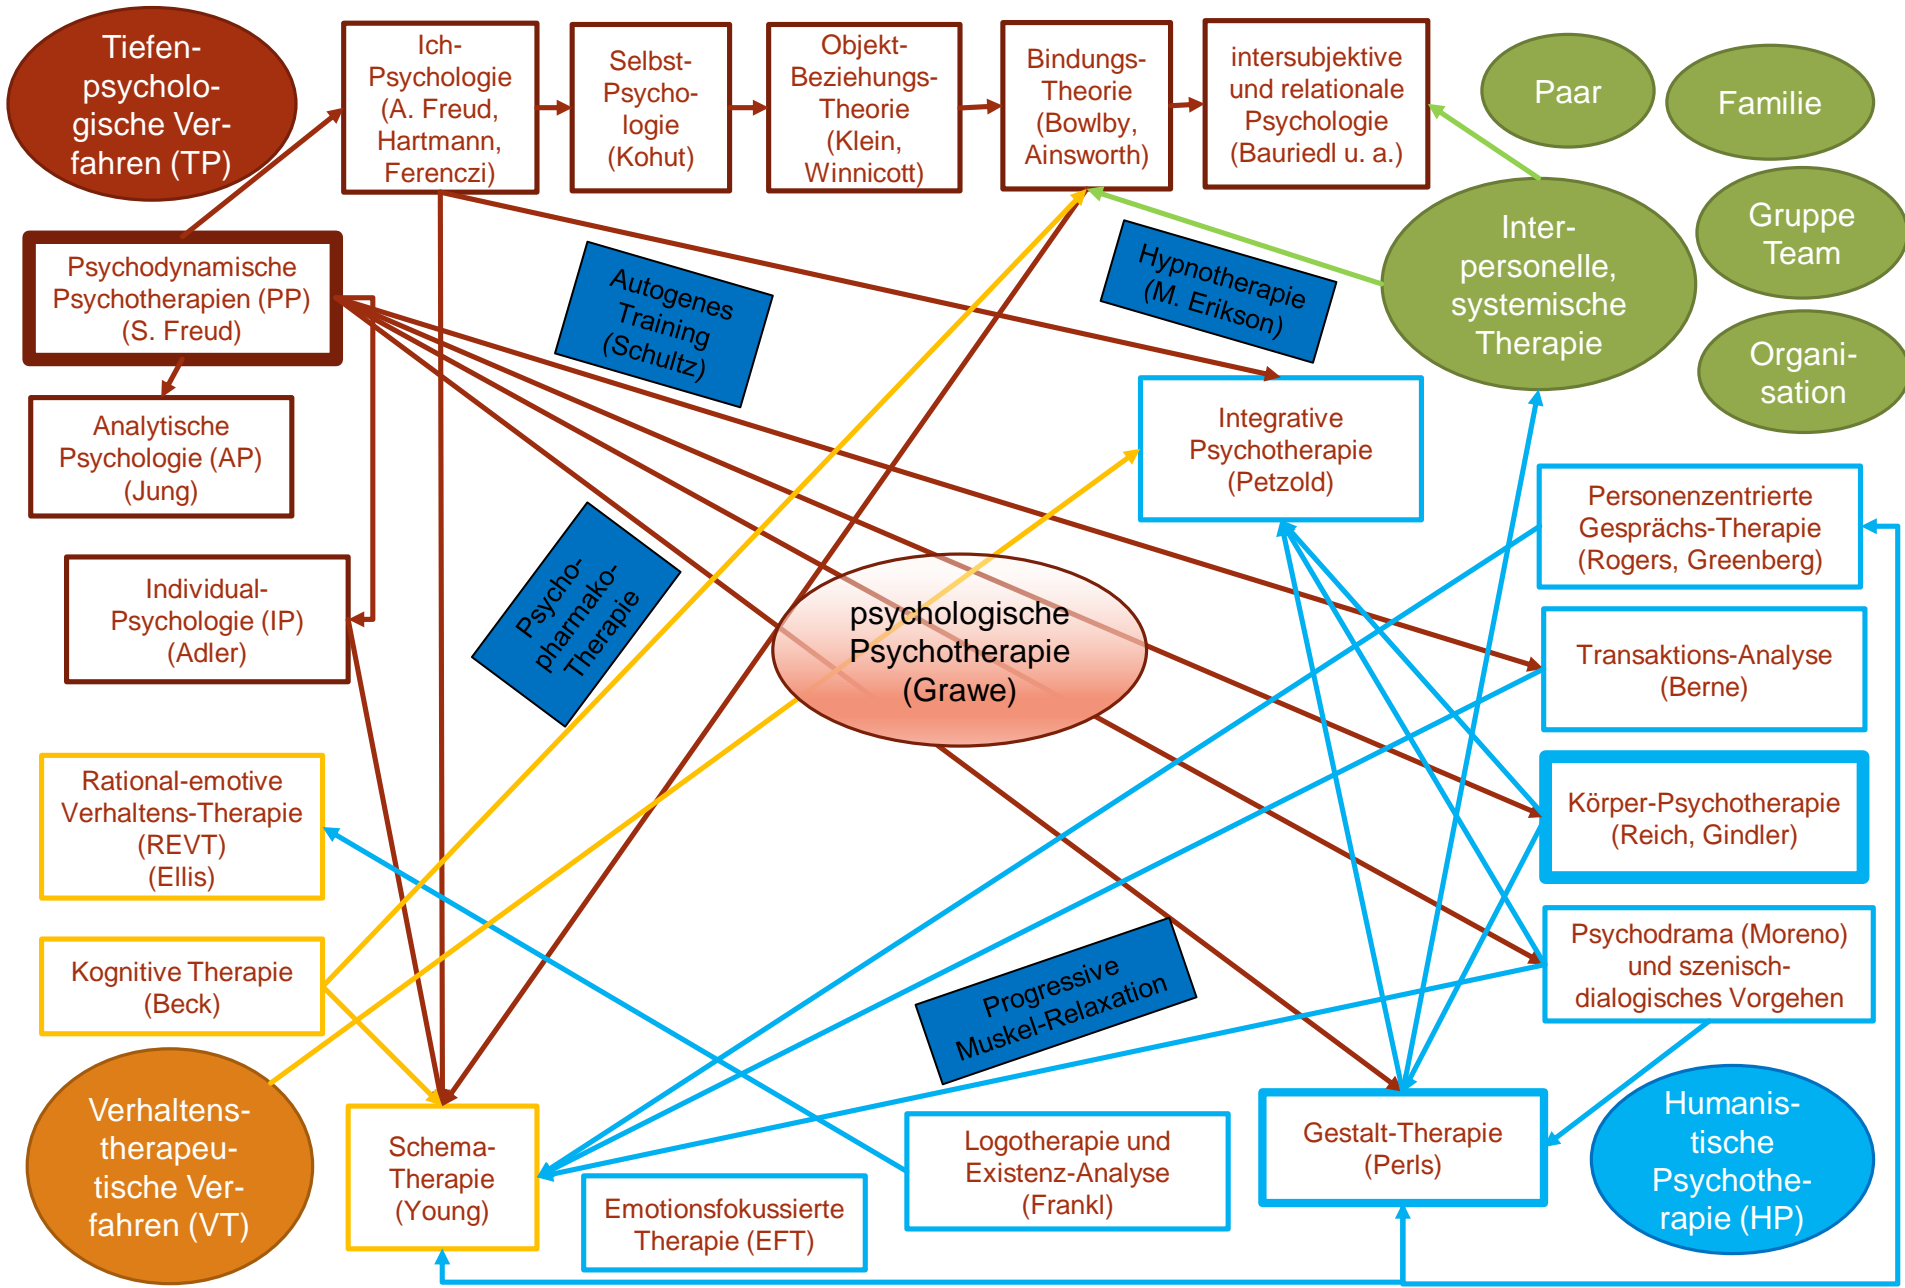 Tiefen-
psycholo-
gische Ver-
fahren (TP)
Ich-
Psychologie
(A. Freud,
Hartmann,
Ferenczi)
Selbst-
Psycho-
logie
(Kohut)
Objekt-
Beziehungs-
Theorie
(Klein,
Winnicott)
Bindungs-
Theorie
(Bowlby,
Ainsworth)
intersubjektive
und relationale
Psychologie
(Bauriedl u. a.)
Paar
Familie
Gruppe
Team
Organi-
sation
Inter-
personelle,
systemische
Therapie
Psychodynamische
Psychotherapien (PP)
(S. Freud)
Autogenes
Training
(Schultz)
Hypnotherapie
(M. Erikson)
Analytische
Psychologie (AP)
(Jung)
Integrative
Psychotherapie
(Petzold)
Personenzentrierte
Gesprächs-Therapie
(Rogers, Greenberg)
Individual-
Psychologie (IP)
(Adler)
Psycho-
pharmako-
Therapie
psychologische
Psychotherapie
(Grawe)
Transaktions-Analyse
(Berne)
Rational-emotive
Verhaltens-Therapie
(REVT)
(Ellis)
Körper-Psychotherapie
(Reich, Gindler)
Kognitive Therapie
(Beck)
Progressive
Muskel-Relaxation
Psychodrama (Moreno)
und szenisch-
dialogisches Vorgehen
Verhaltens-
therapeu-
tische Ver-
fahren (VT)
Schema-
Therapie
(Young)
Emotionsfokussierte
Therapie (EFT)
Logotherapie und
Existenz-Analyse
(Frankl)
Gestalt-Therapie
(Perls)
Humanis-
tische
Psychothe-
rapie (HP)